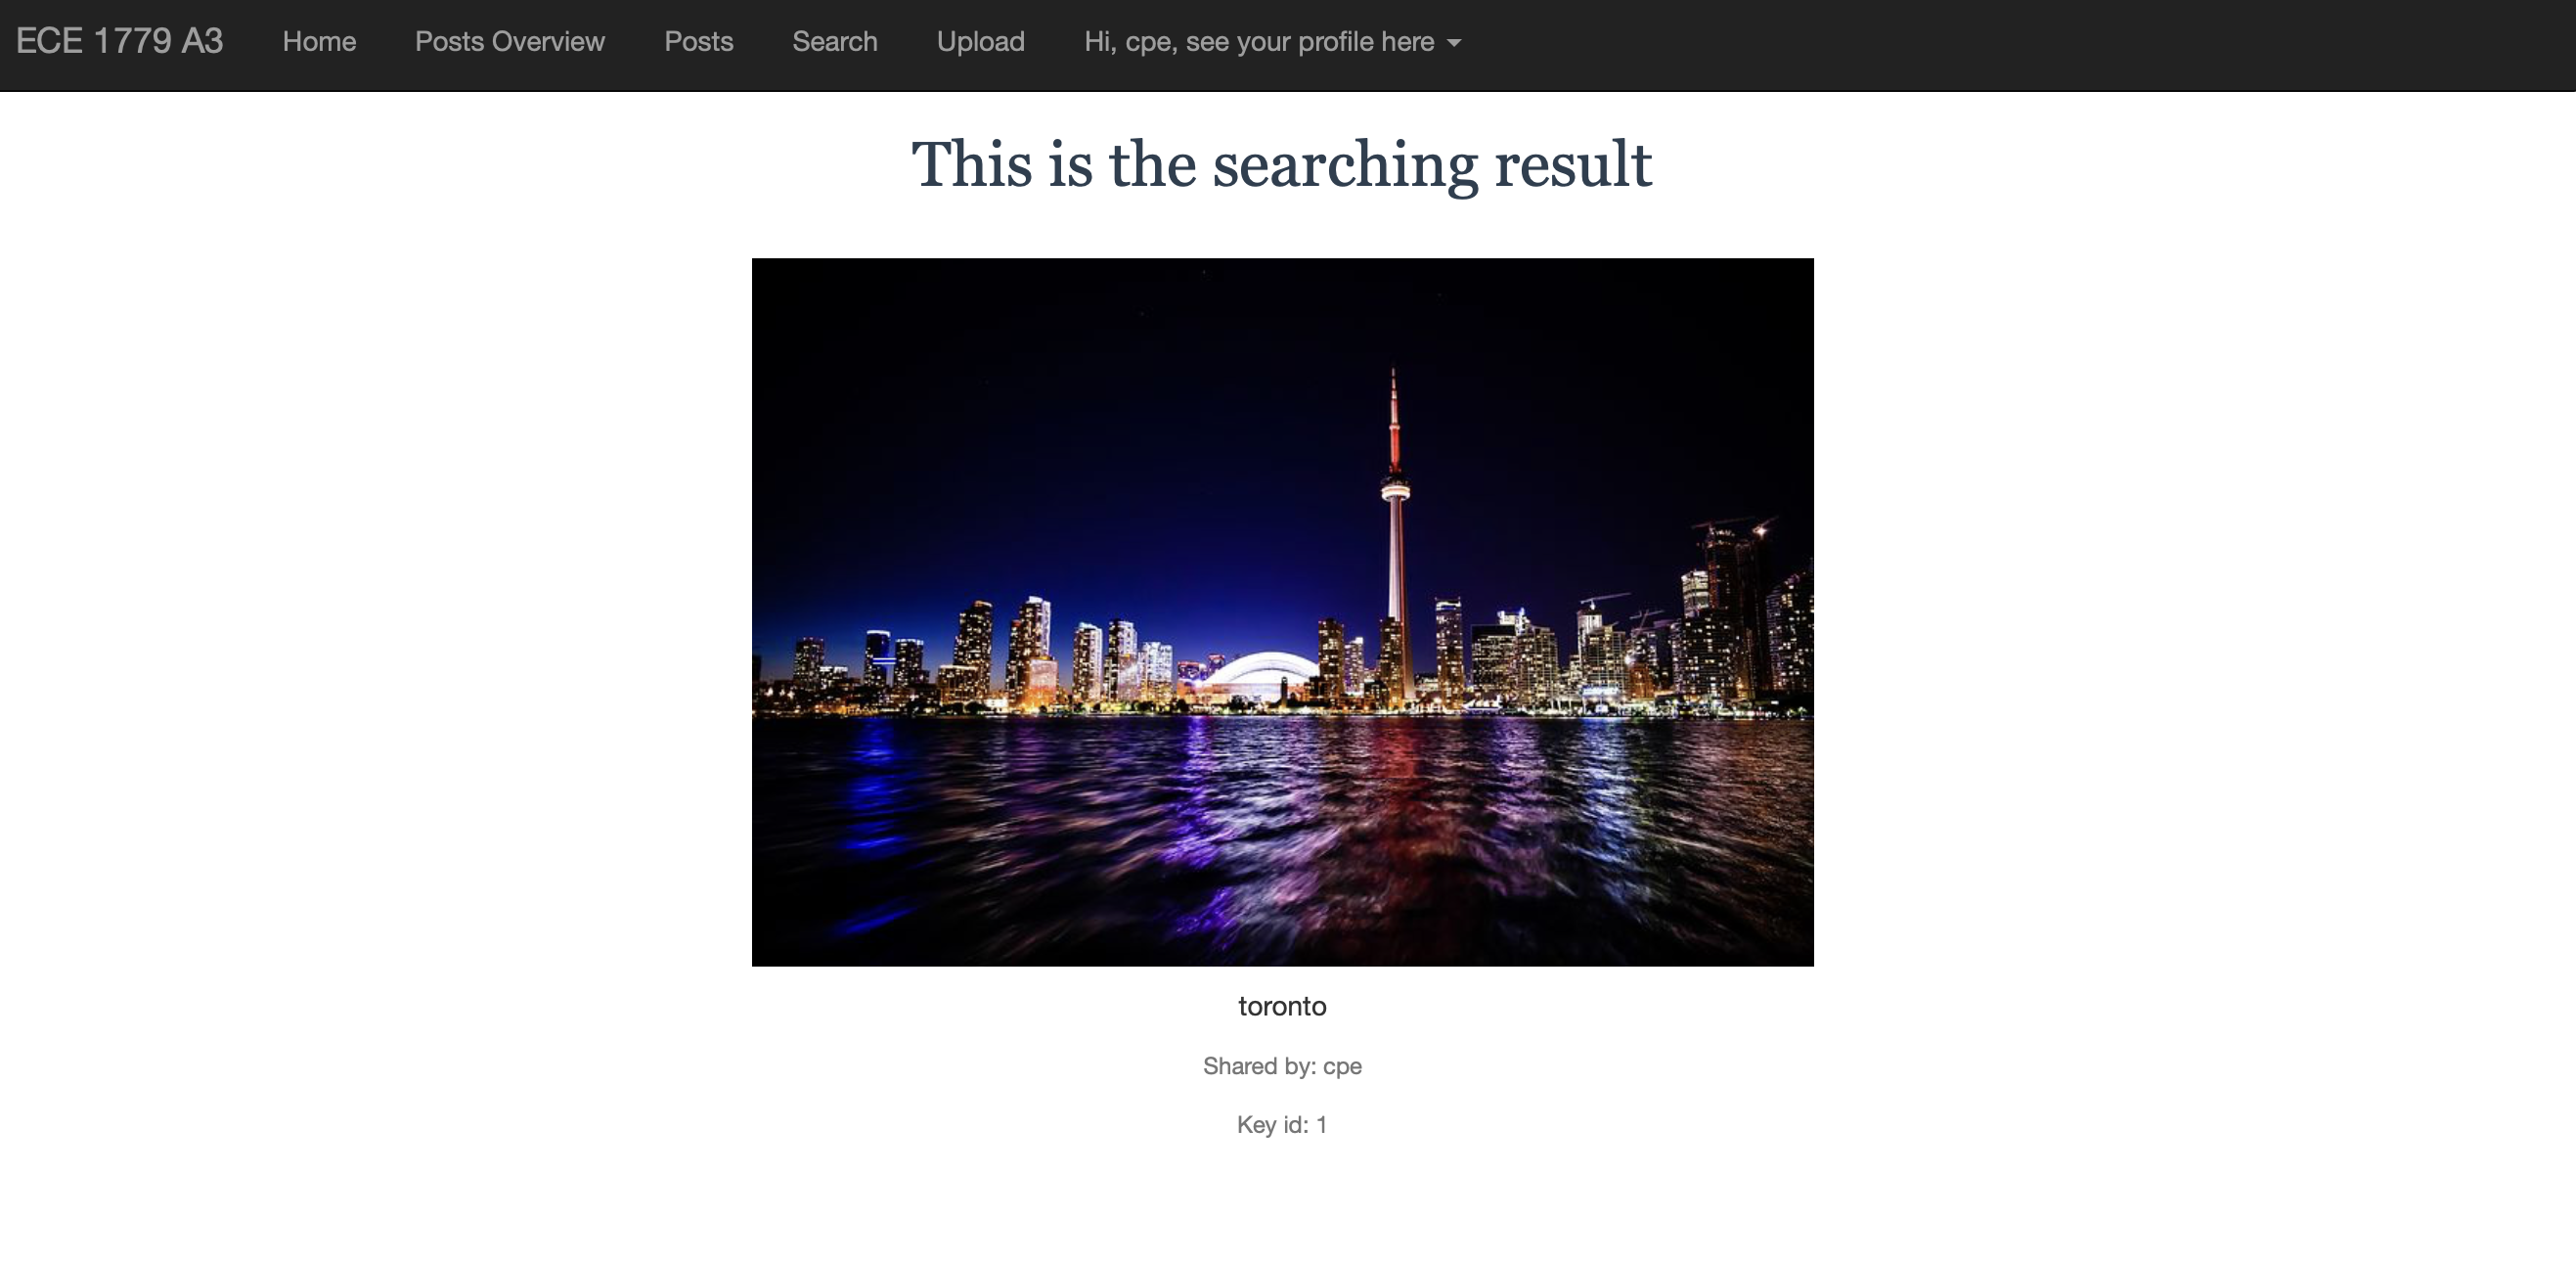 ECE 1779 A3 Home Posts Overview Posts Search Upload Hi, cpe, see your profile here
This is the searching result
toronto
Shared by: cpe
Key id: 1